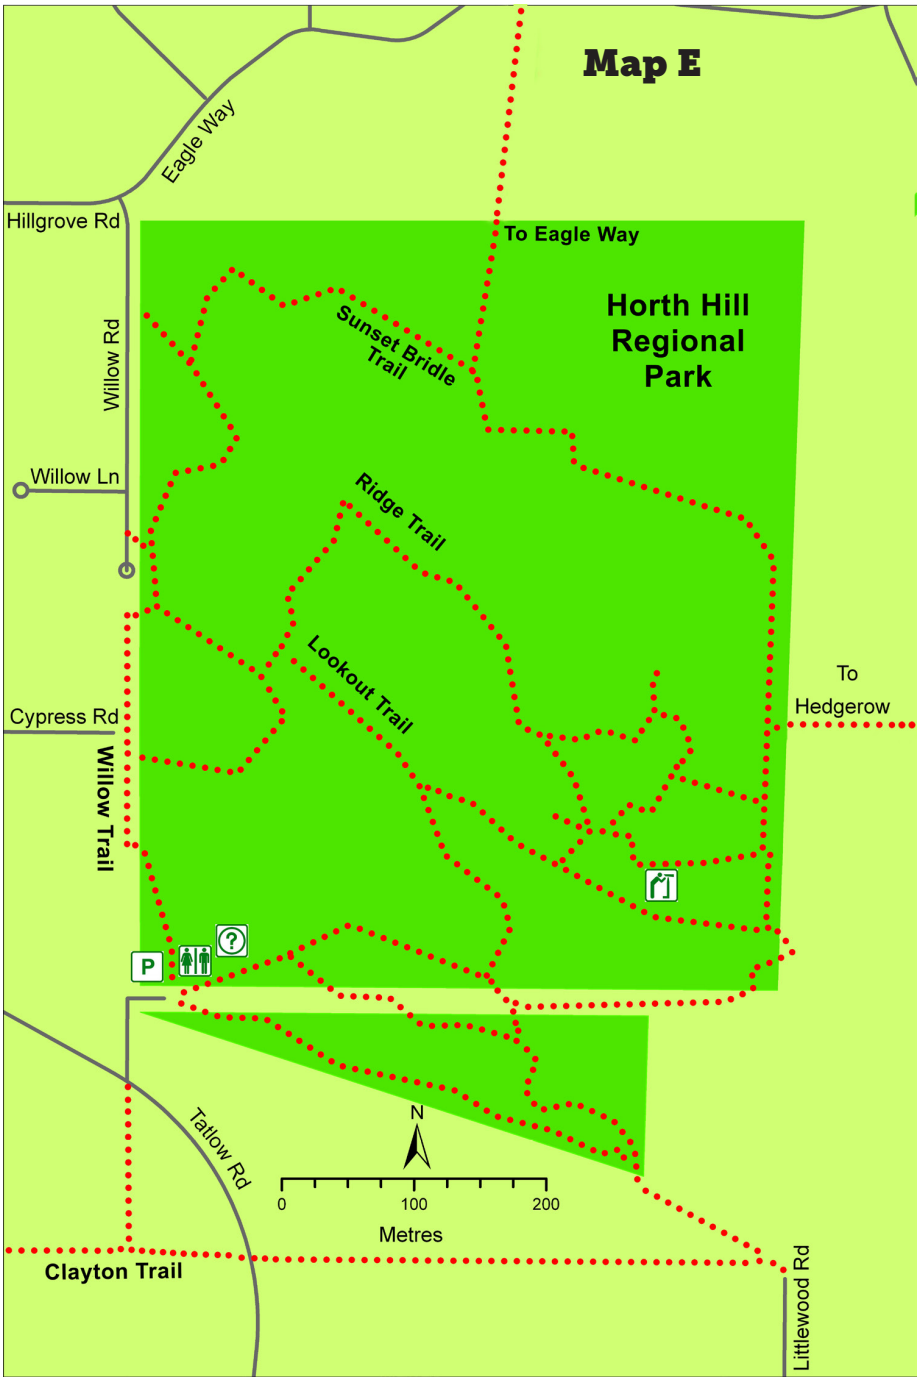 Map E
Eagle Way
Hillgrove Rd
To Eagle Way
Horth Hill
Regional
Park
Willow Rd
Sunset Bridle
Trail
Willow Ln
Ridge Trail
Lookout Trail
To
Hedgerow
Cypress Rd
Willow Trail
?
P
N
Tatlow Rd
0
100
200
Metres
Clayton Trail
Littlewood Rd